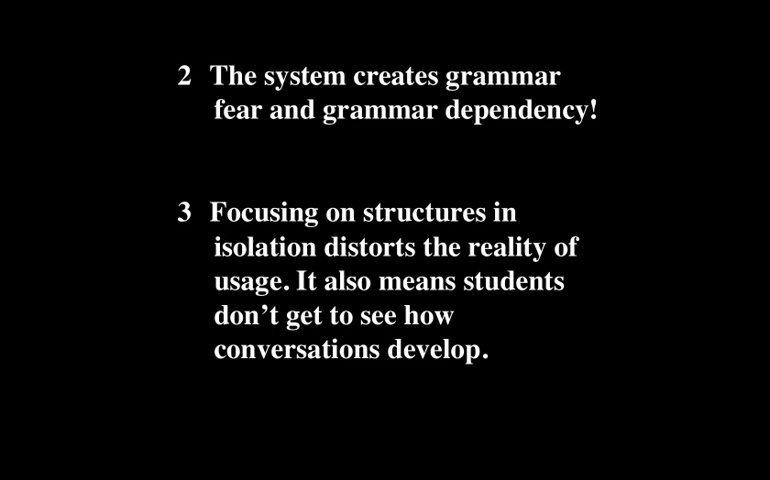 2 The system creates grammar
fear and grammar dependency!
3 Focusing on structures in
isolation distorts the reality of
usage. It also means students
don’t get to see how
conversations develop.